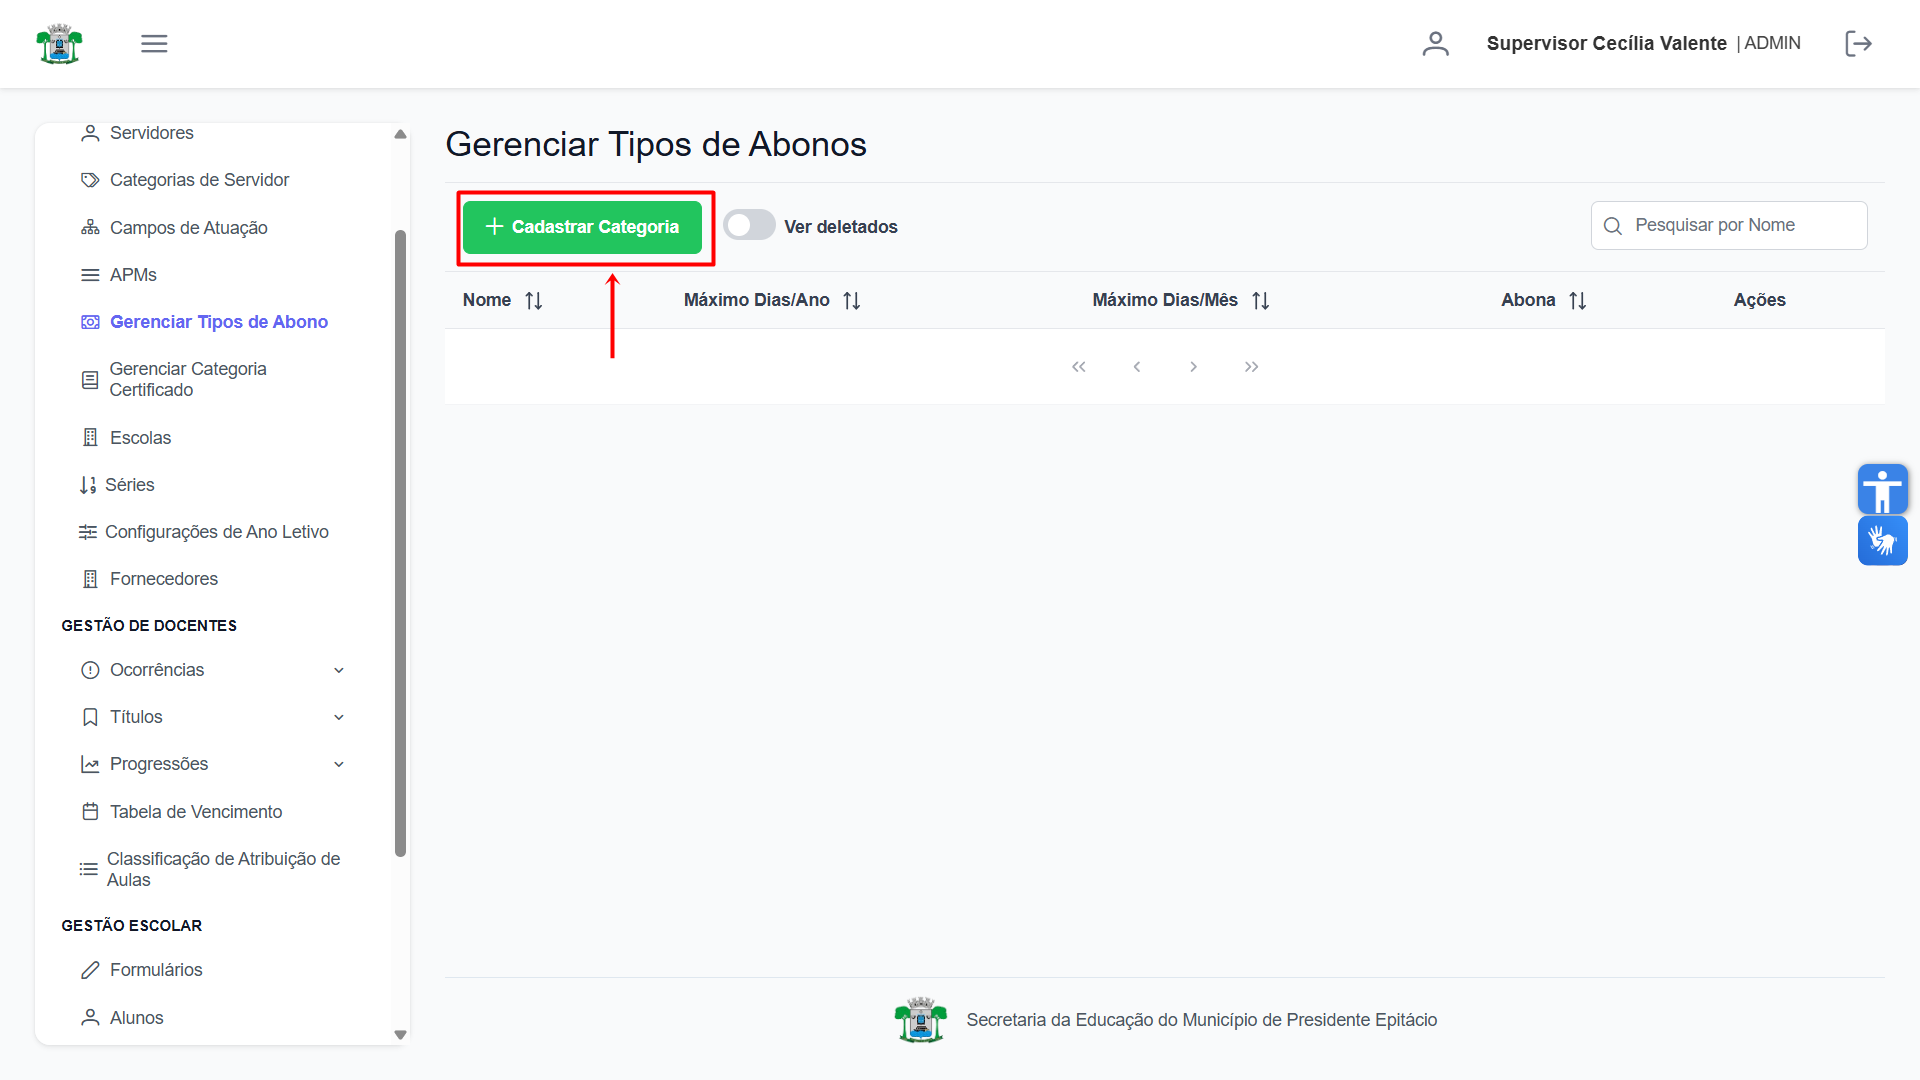 Supervisor Cecília Valente | ADMIN
Servidores
Categorias de Servidor
Campos de Atuação
APMs
Gerenciar Tipos de Abono
Gerenciar Categoria
Certificado
Escolas
Séries
Configurações de Ano Letivo
Fornecedores
GESTÃO DE DOCENTES
Ocorrências
Títulos
Progressões
Tabela de Vencimento
Classificação de Atribuição de
Aulas
GESTÃO ESCOLAR
Formulários
Alunos
Gerenciar Tipos de Abonos
Cadastrar Categoria
Ver deletados
Pesquisar por Nome
Nome Máximo Dias/Ano Máximo Dias/Mês Abona Ações
Secretaria da Educação do Município de Presidente Epitácio